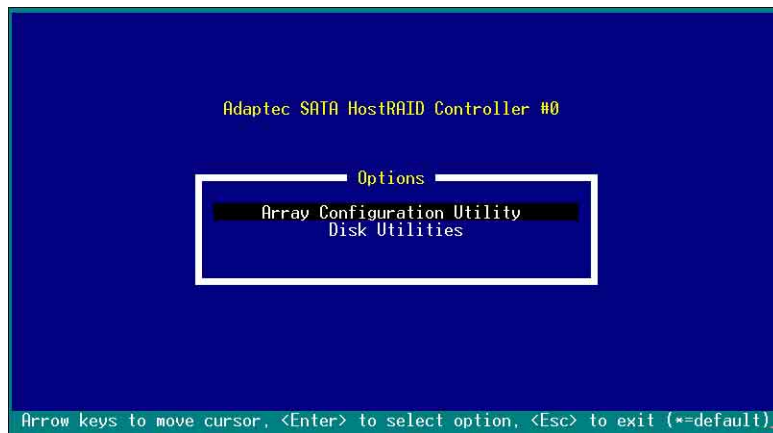 Adaptec SATA HostRAID Controller #0
Options
Array Configuration Utility
Disk Utilities
Arrow keys to move cursor, <Enter> to select option, <Esc> to exit (*=default)